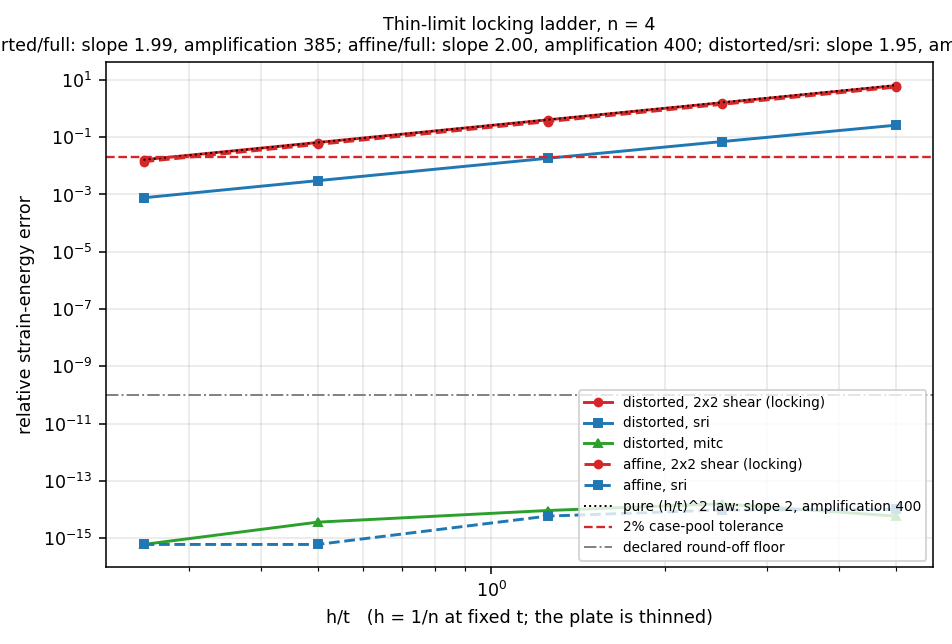 Thin-limit locking ladder, n = 4
rted/full: slope 1.99, amplification 385; affine/full: slope 2.00, amplification 400; distorted/sri: slope 1.95, am
relative strain-energy error
10^1
10^-1
10^-3
10^-5
10^-7
10^-9
10^-11
10^-13
10^-15
distorted, 2x2 shear (locking)
distorted, sri
distorted, mitc
affine, 2x2 shear (locking)
affine, sri
pure (h/t)^2 law: slope 2, amplification 400
2% case-pool tolerance
declared round-off floor
10^0
h/t (h = 1/n at fixed t; the plate is thinned)